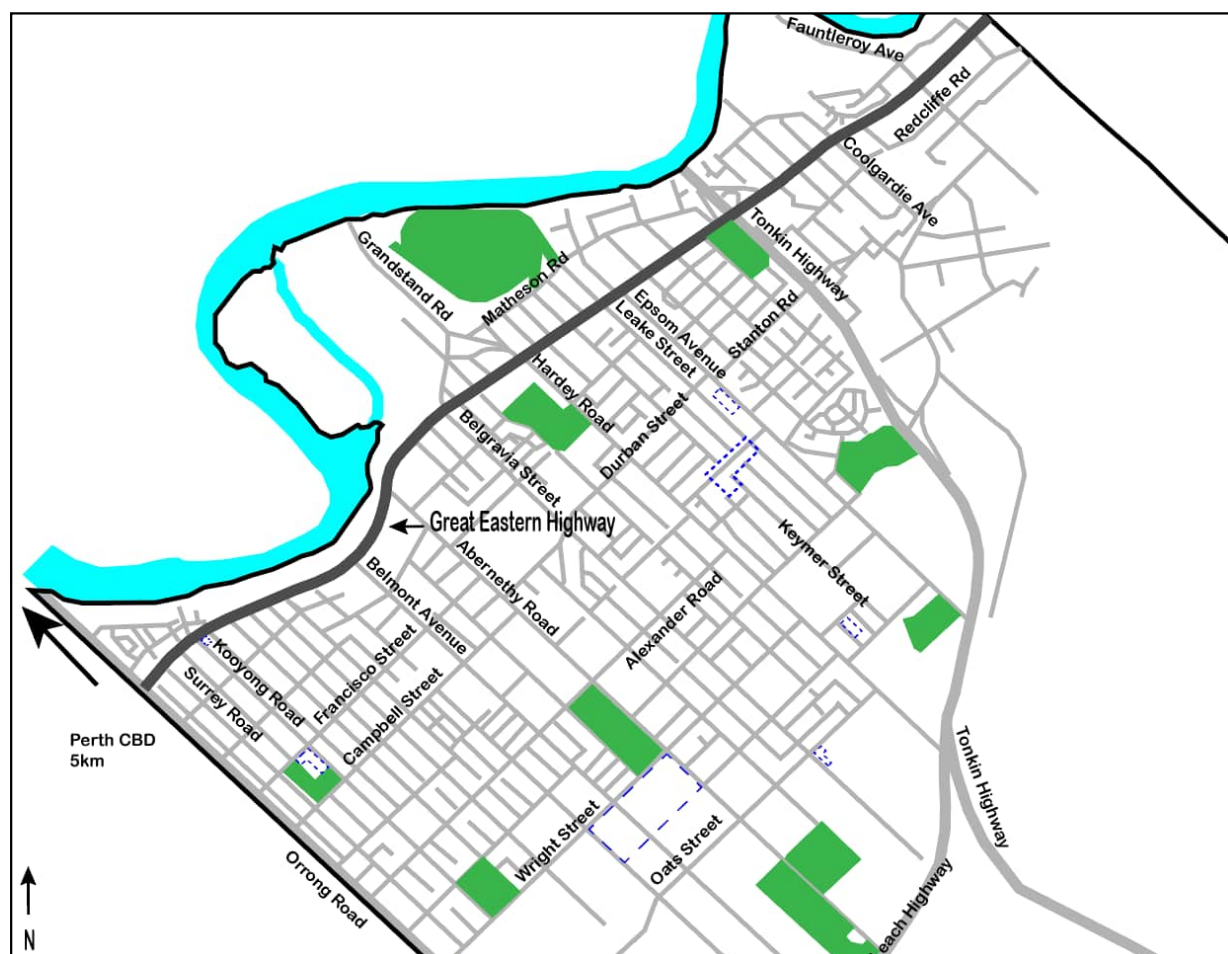 Fauntleroy Ave
Redcliffe Rd
Coolgardie Ave
Tonkin Highway
Grandstand Rd
Matheson Rd
Epsom Avenue
Leake Street
Stanton Rd
Hardey Road
Durban Street
Belgravia Street
Great Eastern Highway
Keymer Street
Abernethy Road
Belmont Avenue
Alexander Road
Francisco Street
Kooyong Road
Surrey Road
Campbell Street
Perth CBD
5km
Tonkin Highway
Wright Street
Oats Street
Orrong Road
each Highway
N